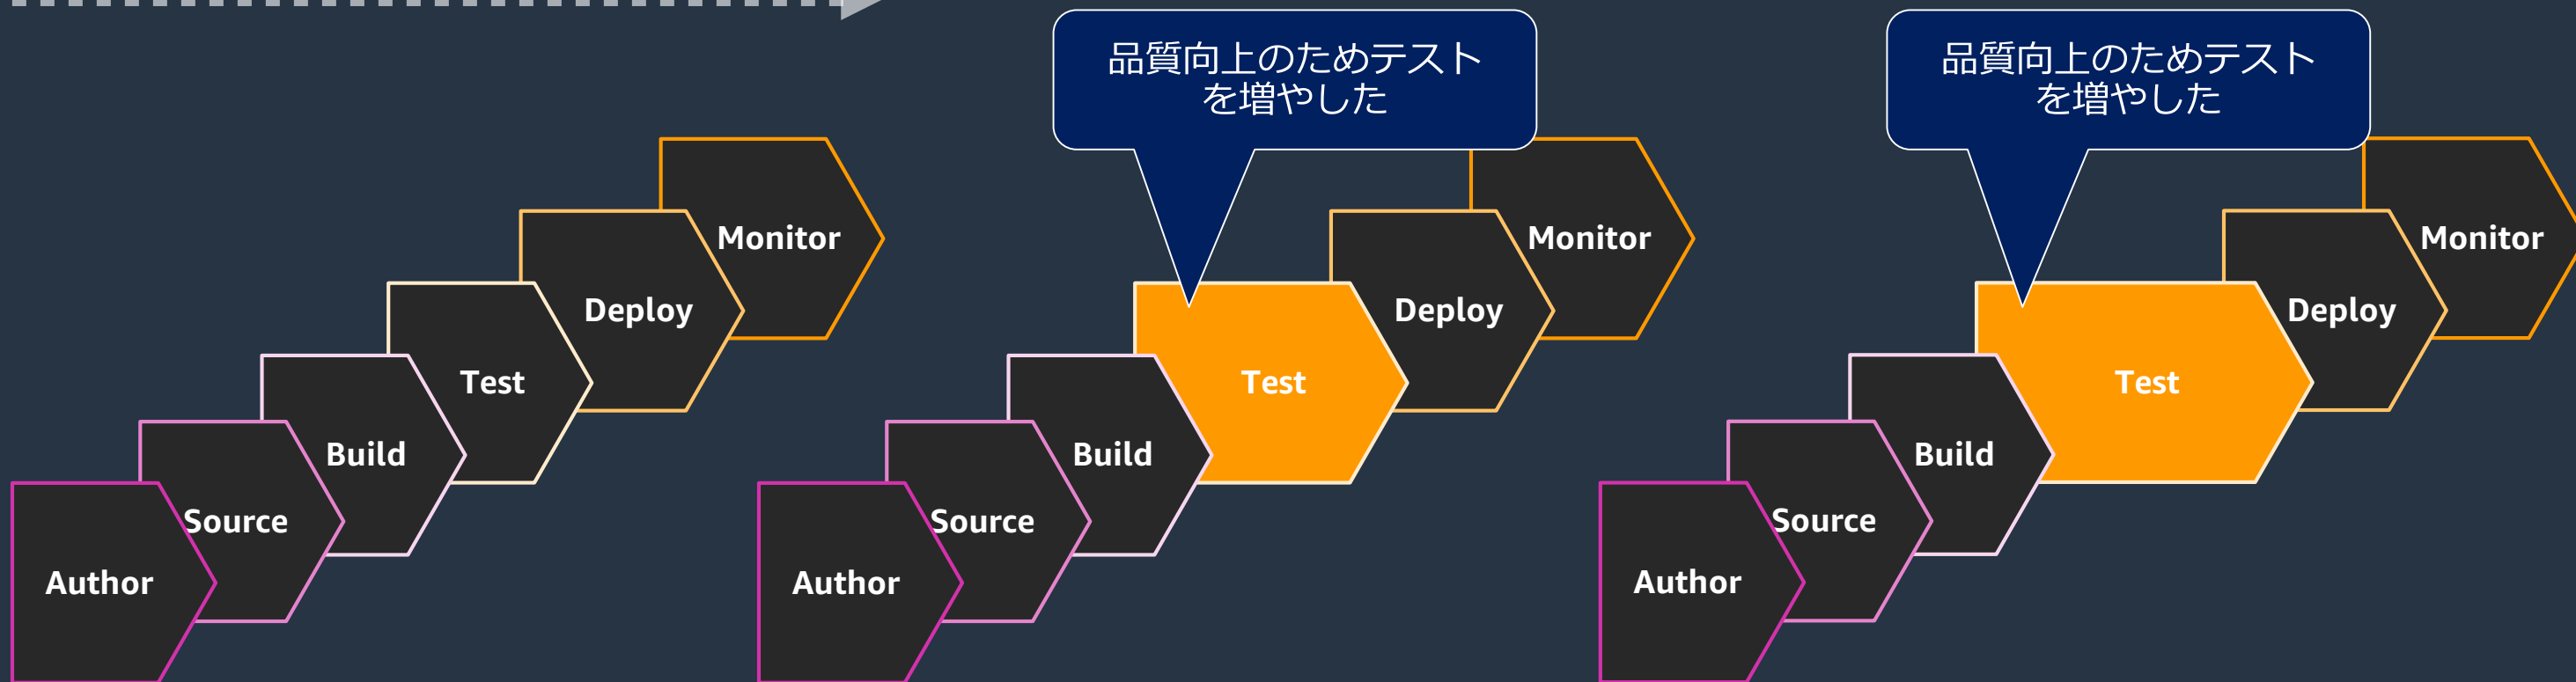 品質向上のためテスト
を増やした
品質向上のためテスト
を増やした
Monitor
Deploy
Test
Build
Source
Author
Monitor
Deploy
Test
Build
Source
Author
Monitor
Deploy
Test
Build
Source
Author